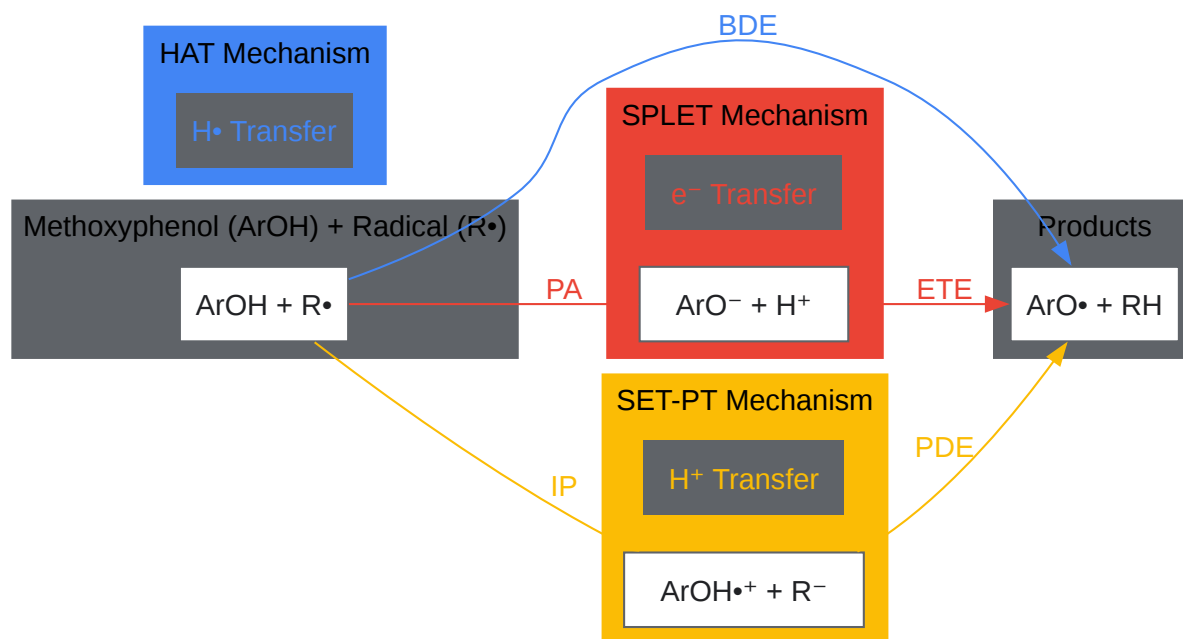 BDE
HAT Mechanism
H• Transfer
SPLET Mechanism
e⁻ Transfer
Methoxyphenol (ArOH) + Radical (R•)
Products
ArOH + R•
PA
ArO⁻ + H⁺
ETE
ArO• + RH
SET-PT Mechanism
H⁺ Transfer
PDE
IP
ArOH•⁺ + R⁻